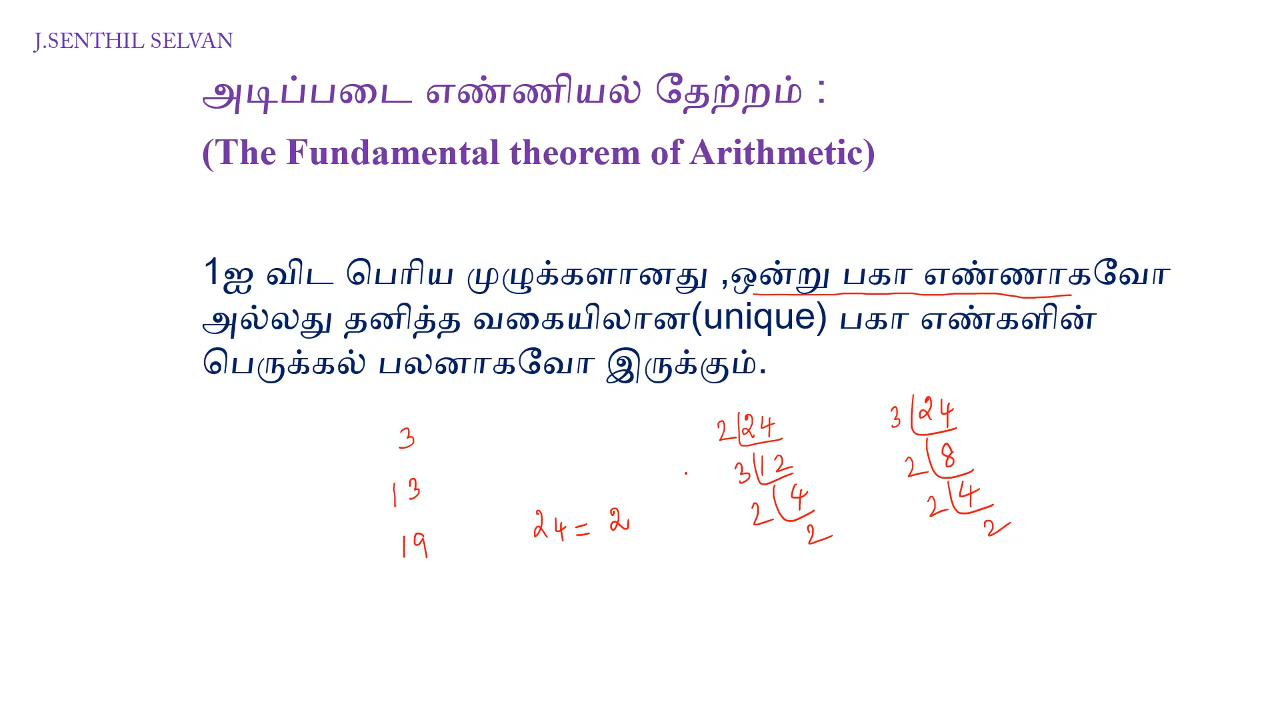 J.SENTHIL SELVAN
அடிப்படை எண்ணியல் தேற்றம் :
(The Fundamental theorem of Arithmetic)
1ஐ விட பெரிய முழுக்களானது ,ஒன்று பகா எண்ணாகவோ
அல்லது தனித்த வகையிலான(unique) பகா எண்களின்
பெருக்கல் பலனாகவோ இருக்கும்.
3
13
19
24 = 2
2 24
3 12
2 4
2
3 24
2 8
2 4
2